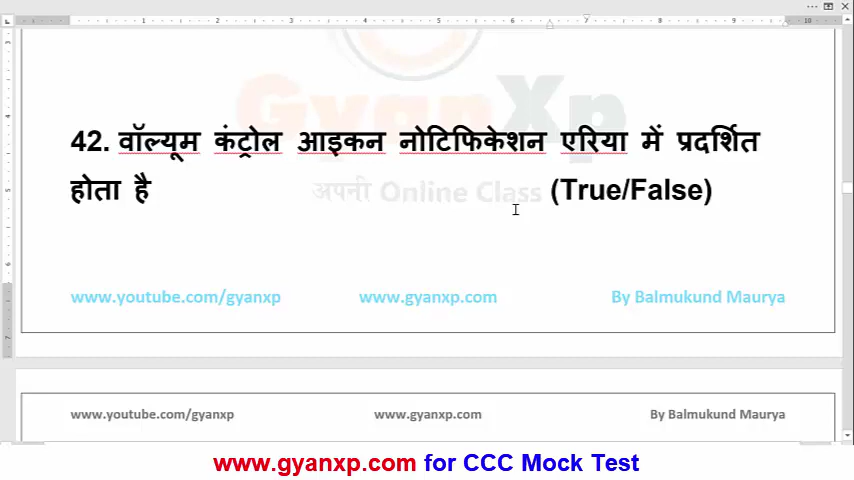 GyanXp
42. वॉल्यूम कंट्रोल आइकन नोटिफिकेशन एरिया में प्रदर्शित
होता है (True/False)
अपनी Online Class
www.youtube.com/gyanxp www.gyanxp.com By Balmukund Maurya
www.youtube.com/gyanxp www.gyanxp.com By Balmukund Maurya
www.gyanxp.com for CCC Mock Test